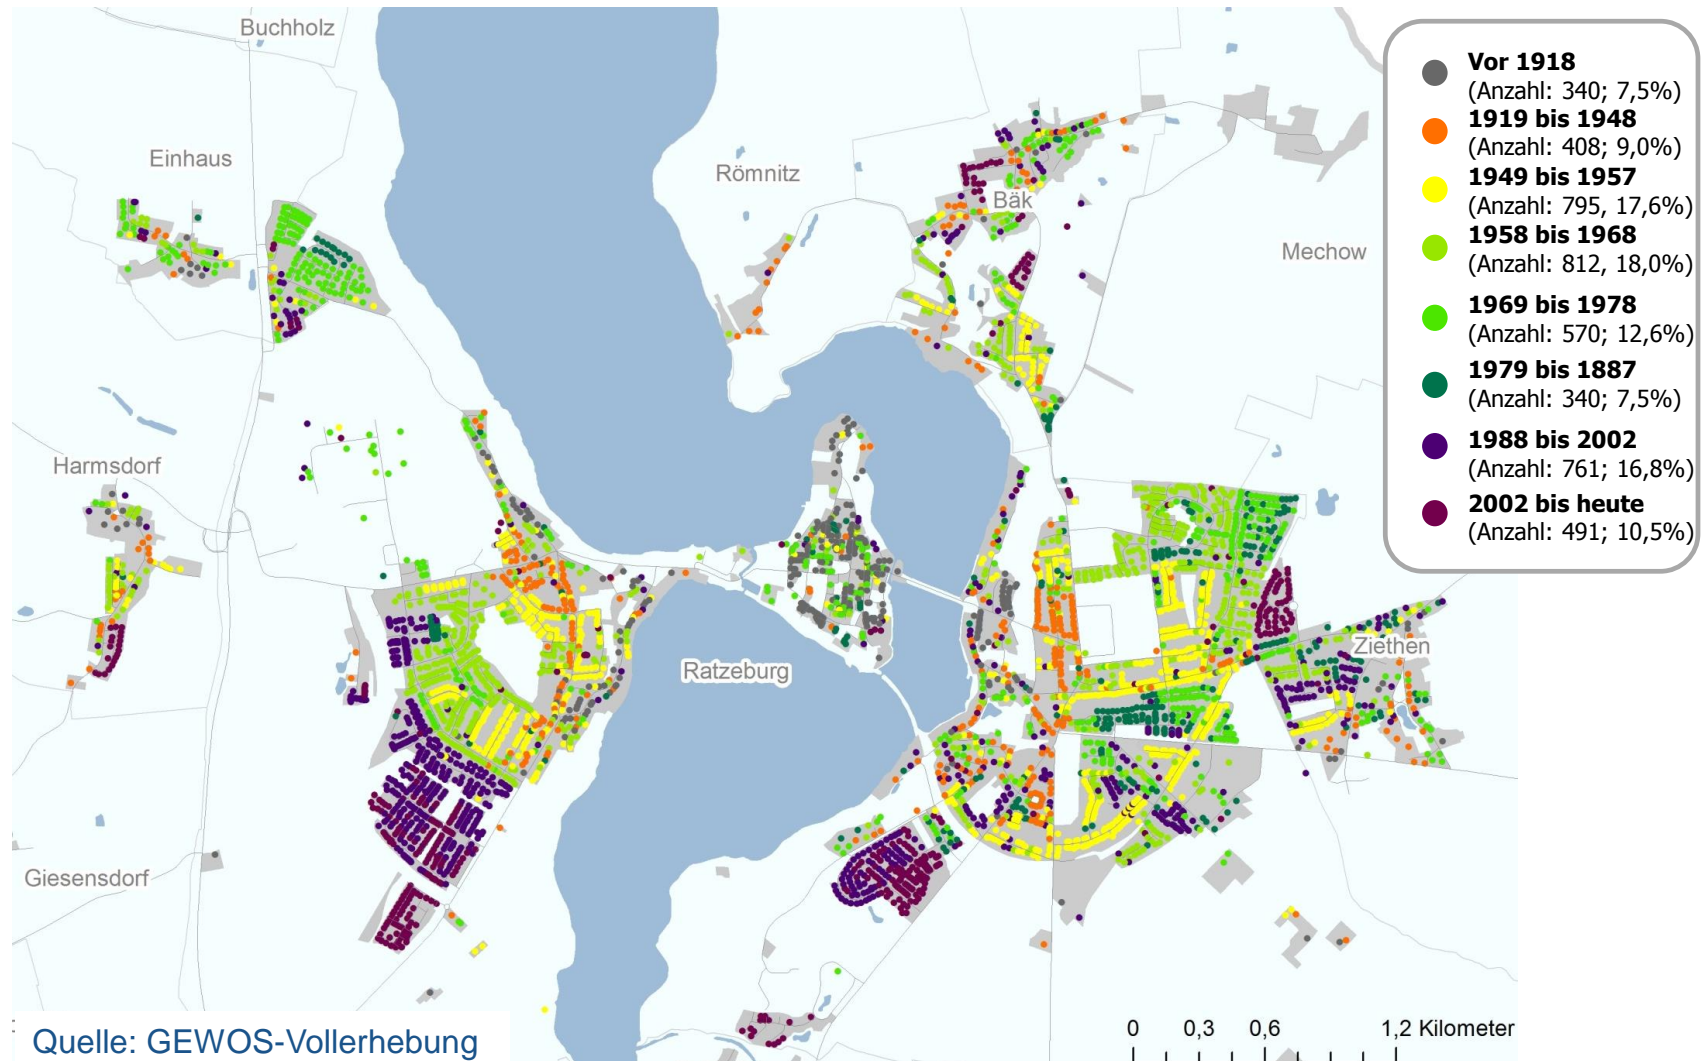 Buchholz
Einhaus
Römnitz
Bäk
Mechow
Harmsdorf
Ratzeburg
Ziethen
Giesensdorf
Vor 1918
(Anzahl: 340; 7,5%)
1919 bis 1948
(Anzahl: 408; 9,0%)
1949 bis 1957
(Anzahl: 795, 17,6%)
1958 bis 1968
(Anzahl: 812, 18,0%)
1969 bis 1978
(Anzahl: 570; 12,6%)
1979 bis 1887
(Anzahl: 340; 7,5%)
1988 bis 2002
(Anzahl: 761; 16,8%)
2002 bis heute
(Anzahl: 491; 10,5%)
0 0,3 0,6 1,2 Kilometer
Quelle: GEWOS-Vollerhebung